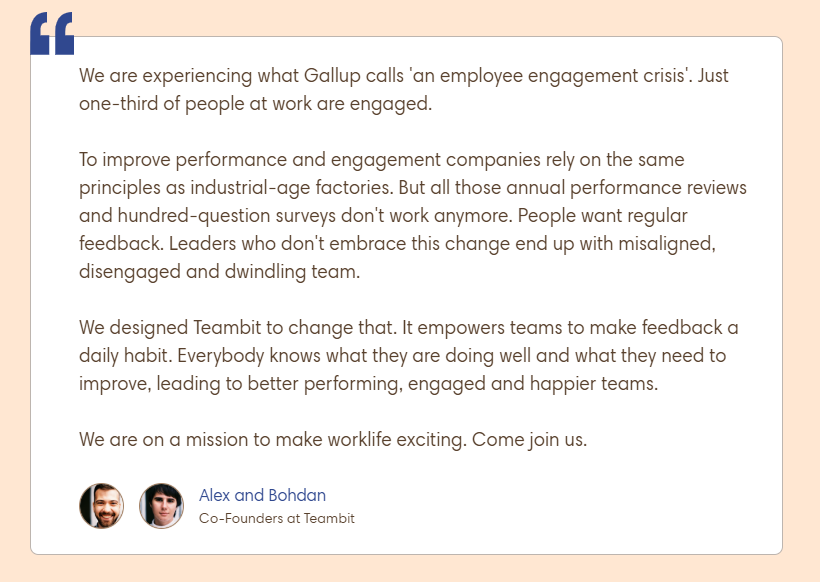 We are experiencing what Gallup calls 'an employee engagement crisis'. Just
one-third of people at work are engaged.
To improve performance and engagement companies rely on the same
principles as industrial-age factories. But all those annual performance reviews
and hundred-question surveys don't work anymore. People want regular
feedback. Leaders who don't embrace this change end up with misaligned,
disengaged and dwindling team.
We designed Teambit to change that. It empowers teams to make feedback a
daily habit. Everybody knows what they are doing well and what they need to
improve, leading to better performing, engaged and happier teams.
We are on a mission to make worklife exciting. Come join us.
Alex and Bohdan
Co-Founders at Teambit